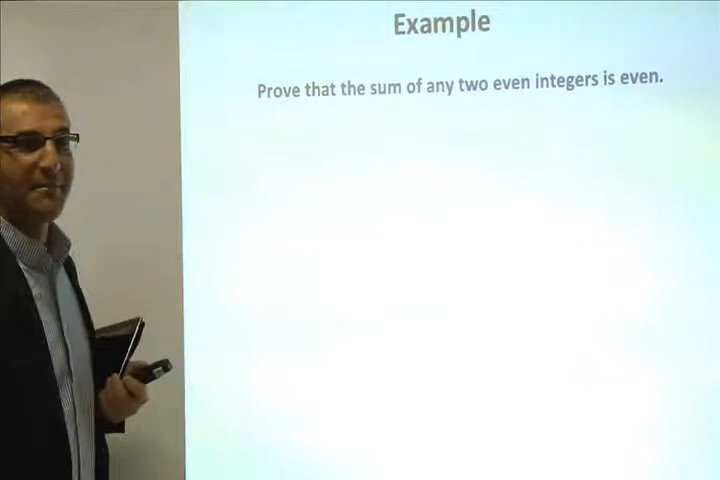 Example
Prove that the sum of any two even integers is even.